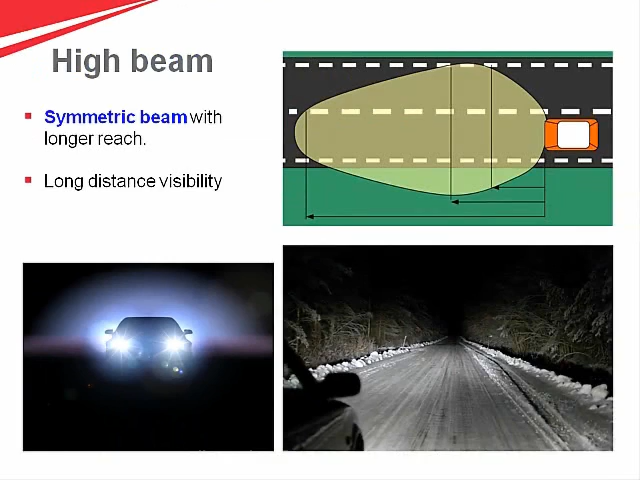 High beam
Symmetric beam with
longer reach.
Long distance visibility